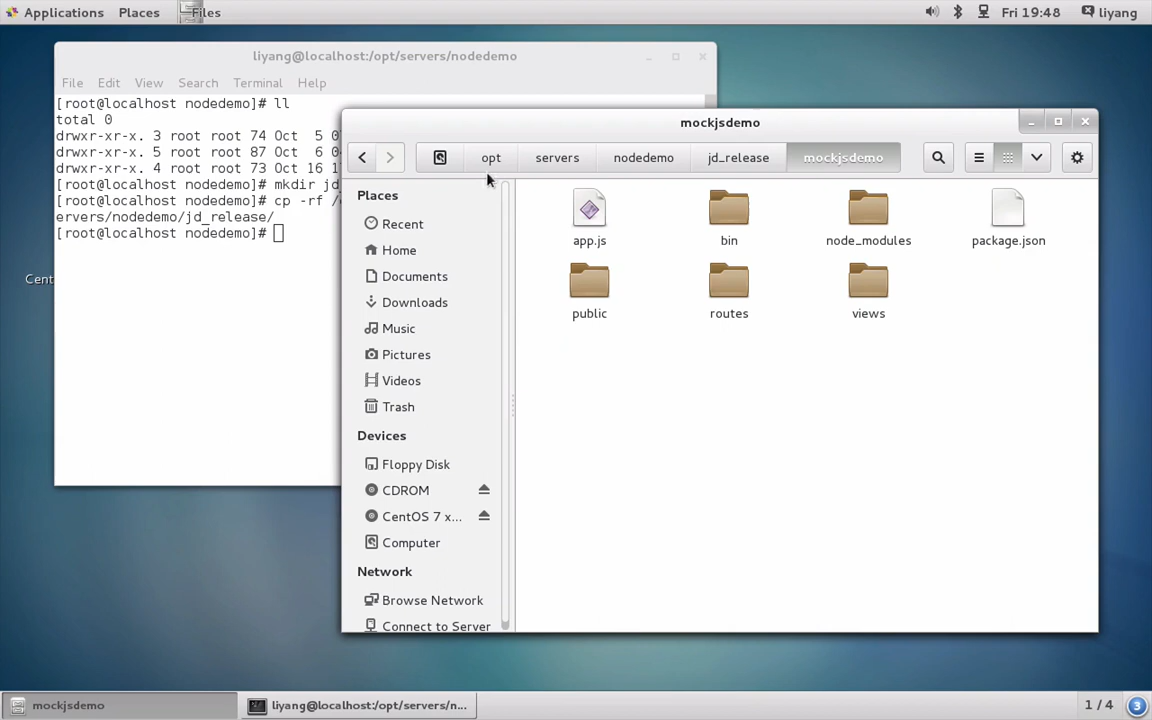 Applications Places Files Fri 19:48 liyang
liyang@localhost:/opt/servers/nodedemo
File Edit View Search Terminal Help
[root@localhost nodedemo]# ll
total 0
drwxr-xr-x. 3 root root 74 Oct 5
drwxr-xr-x. 5 root root 87 Oct 6
drwxr-xr-x. 4 root root 73 Oct 16
[root@localhost nodedemo]# mkdir jd_
[root@localhost nodedemo]# cp -rf /
ervers/nodedemo/jd_release/
[root@localhost nodedemo]#
Cent
mockjsdemo
opt servers nodedemo jd_release mockjsdemo
Places
Recent
Home
Documents
Downloads
Music
Pictures
Videos
Trash
Devices
Floppy Disk
CDROM
CentOS 7 x...
Computer
Network
Browse Network
Connect to Server
app.js bin node_modules package.json
public routes views
mockjsdemo liyang@localhost:/opt/servers/n... 1 / 4 3